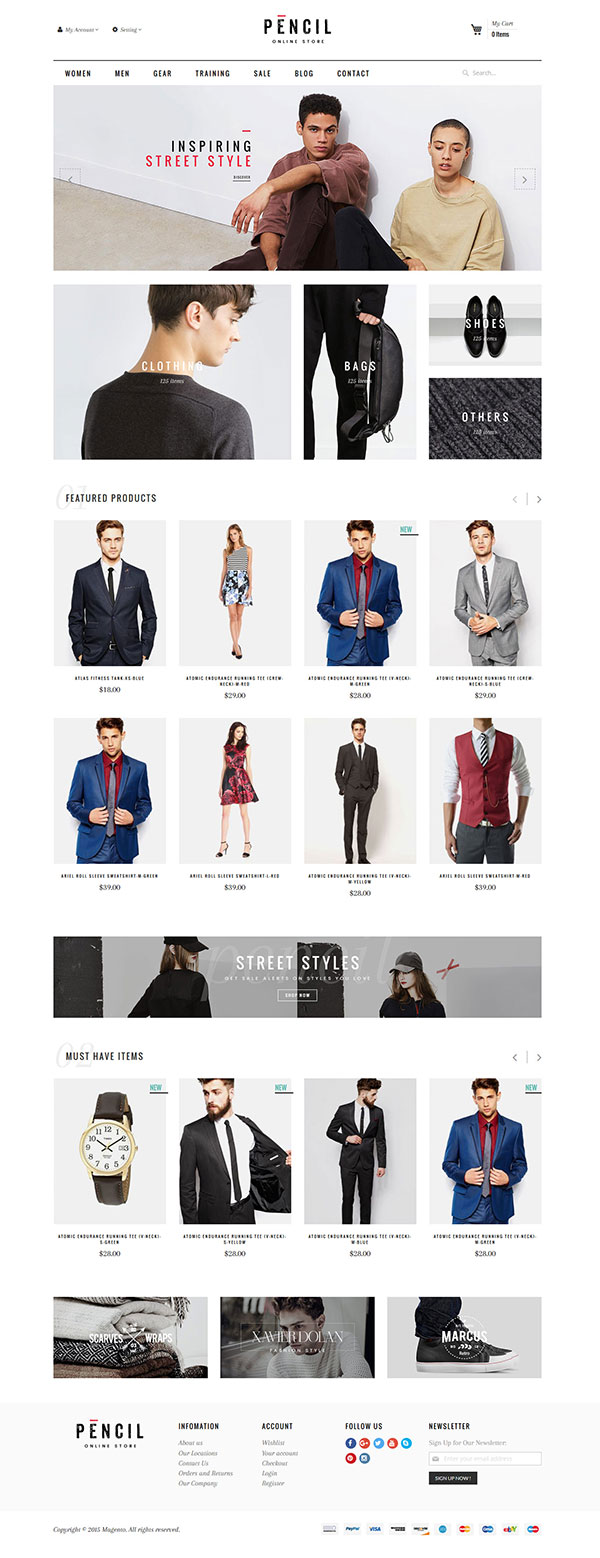 My Account
Setting
PENCIL
ONLINE STORE
My Cart
0 Items
WOMEN MEN GEAR TRAINING SALE BLOG CONTACT
Search...
INSPIRING
STREET STYLE
DISCOVER
CLOTHING
125 items
BAGS
125 items
SHOES
125 items
OTHERS
125 items
01
FEATURED PRODUCTS
NEW
ATLAS FITNESS TANK-XS-BLUE
$18.00
ATOMIC ENDURANCE RUNNING TEE (CREW-
NECK)-M-RED
$29.00
ATOMIC ENDURANCE RUNNING TEE (V-NECK)-
M-GREEN
$28.00
ATOMIC ENDURANCE RUNNING TEE (CREW-
NECK)-S-BLUE
$29.00
ARIEL ROLL SLEEVE SWEATSHIRT-M-GREEN
$39.00
ARIEL ROLL SLEEVE SWEATSHIRT-L-RED
$39.00
ATOMIC ENDURANCE RUNNING TEE (V-NECK)-
M-YELLOW
$28.00
ARIEL ROLL SLEEVE SWEATSHIRT-M-RED
$39.00
pencil
STREET STYLES
GET SALE ALERTS ON STYLES YOU LOVE
SHOP NOW
02
MUST HAVE ITEMS
NEW
NEW
NEW
ATOMIC ENDURANCE RUNNING TEE (V-NECK)-
S-GREEN
$28.00
ATOMIC ENDURANCE RUNNING TEE (V-NECK)-
S-YELLOW
$28.00
ATOMIC ENDURANCE RUNNING TEE (V-NECK)-
M-BLUE
$28.00
ATOMIC ENDURANCE RUNNING TEE (V-NECK)-
M-GREEN
$28.00
SCARVES WRAPS
XAVIER DOLAN
FASHION STYLE
MARCUS
Retro
PENCIL
ONLINE STORE
INFOMATION
About us
Our Locations
Contact Us
Orders and Returns
Our Company
ACCOUNT
Wishlist
Your account
Checkout
Login
Register
FOLLOW US
NEWSLETTER
Sign Up for Our Newsletter:
Enter your email address
SIGN UP NOW !
Copyright © 2015 Magento. All rights reserved.
PayPal VISA DISCOVER ebY